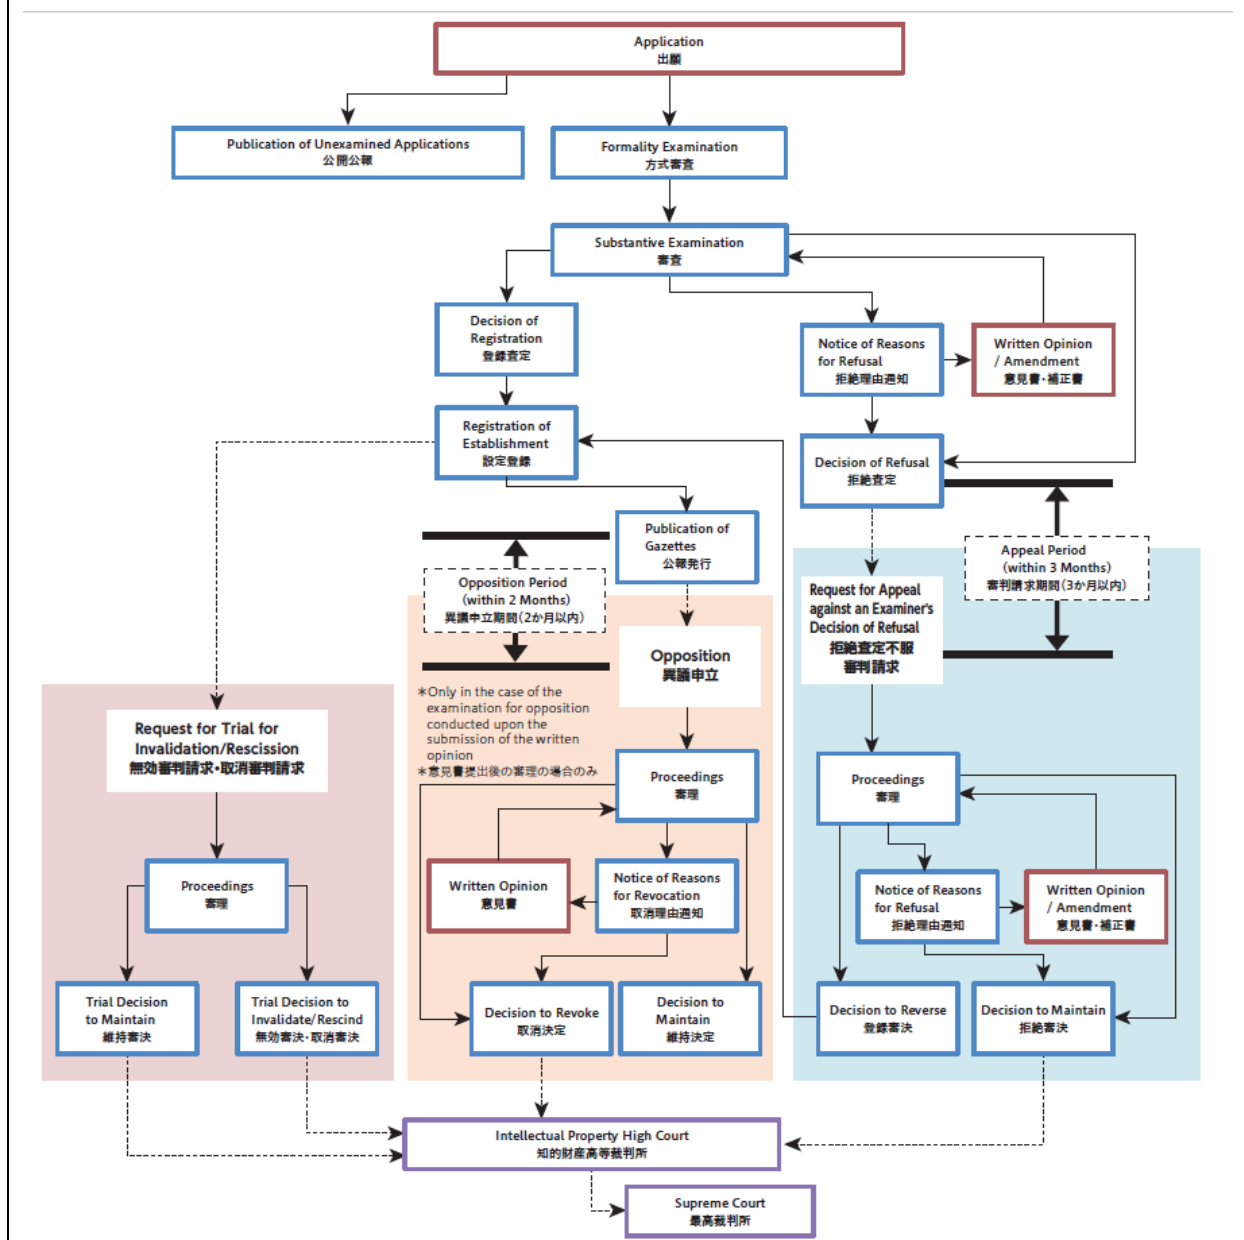 Application
出願
Publication of Unexamined Applications
公開公報
Formality Examination
方式審査
Substantive Examination
審査
Decision of
Registration
登録査定
Notice of Reasons
for Refusal
拒絶理由通知
Written Opinion
/ Amendment
意見書・補正書
Registration of
Establishment
設定登録
Decision of Refusal
拒絶査定
Publication of
Gazettes
公報発行
Opposition Period
(within 2 Months)
異議申立期間(2か月以内)
Appeal Period
(within 3 Months)
審判請求期間(3か月以内)
Request for Appeal
against an Examiner's
Decision of Refusal
拒絶査定不服
審判請求
Opposition
異議申立
*Only in the case of the
examination for opposition
conducted upon the
submission of the written
opinion
*意見書提出後の審理の場合のみ
Request for Trial for
Invalidation/Rescission
無効審判請求・取消審判請求
Proceedings
審理
Proceedings
審理
Proceedings
審理
Written Opinion
意見書
Notice of Reasons
for Revocation
取消理由通知
Notice of Reasons
for Refusal
拒絶理由通知
Written Opinion
/ Amendment
意見書・補正書
Trial Decision
to Maintain
維持審決
Trial Decision to
Invalidate/Rescind
無効審決・取消審決
Decision to Revoke
取消決定
Decision to
Maintain
維持決定
Decision to Reverse
登録審決
Decision to Maintain
拒絶審決
Intellectual Property High Court
知的財産高等裁判所
Supreme Court
最高裁判所